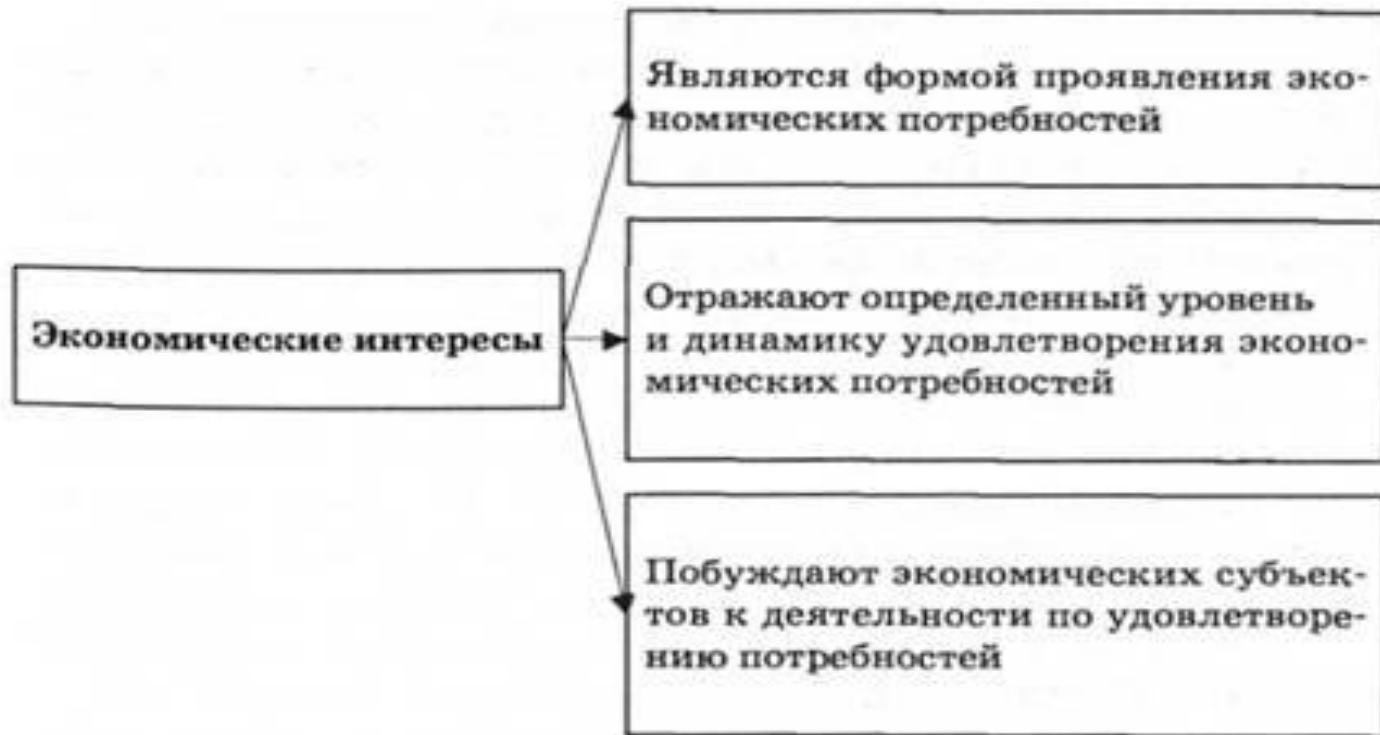 Являются формой проявления эко-
номических потребностей
Экономические интересы
Отражают определенный уровень
и динамику удовлетворения эконо-
мических потребностей
Побуждают экономических субъек-
тов к деятельности по удовлетворе-
нию потребностей